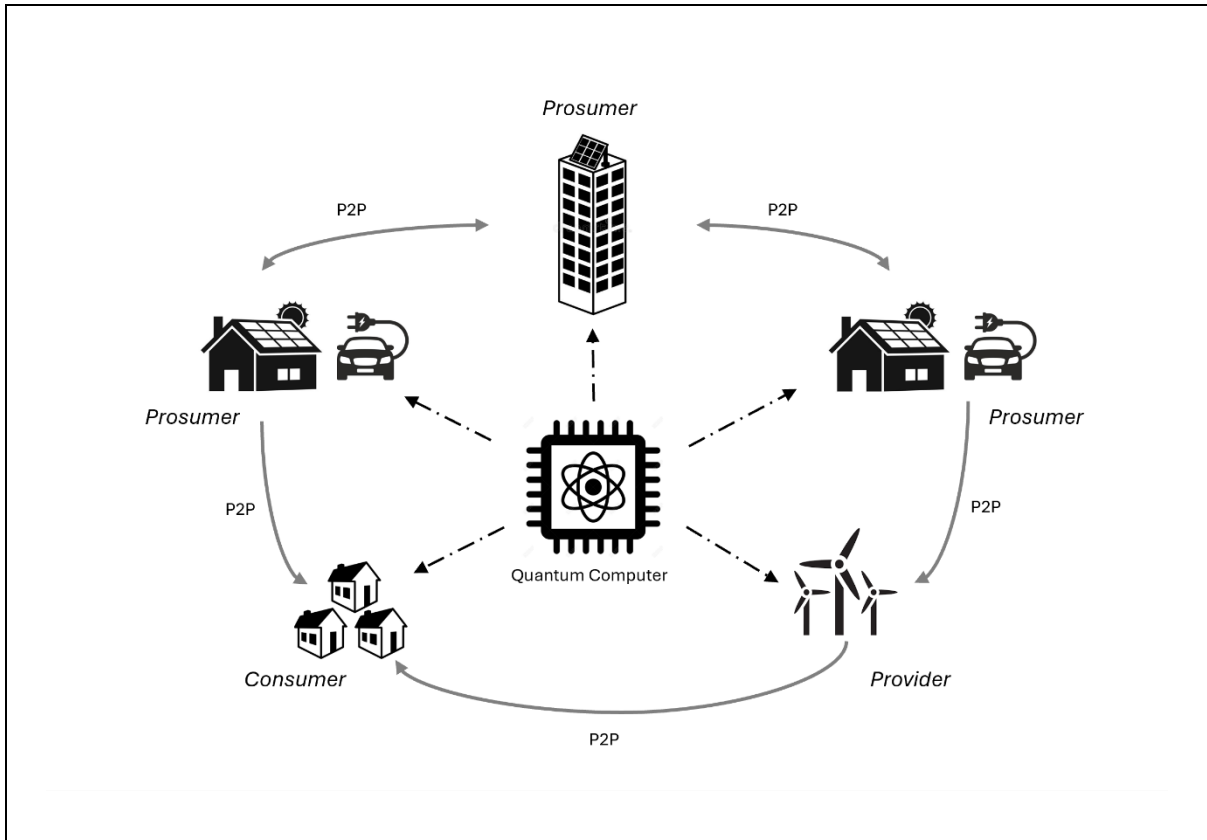 Prosumer
P2P
P2P
Prosumer
Prosumer
P2P
P2P
Quantum Computer
Consumer
Provider
P2P